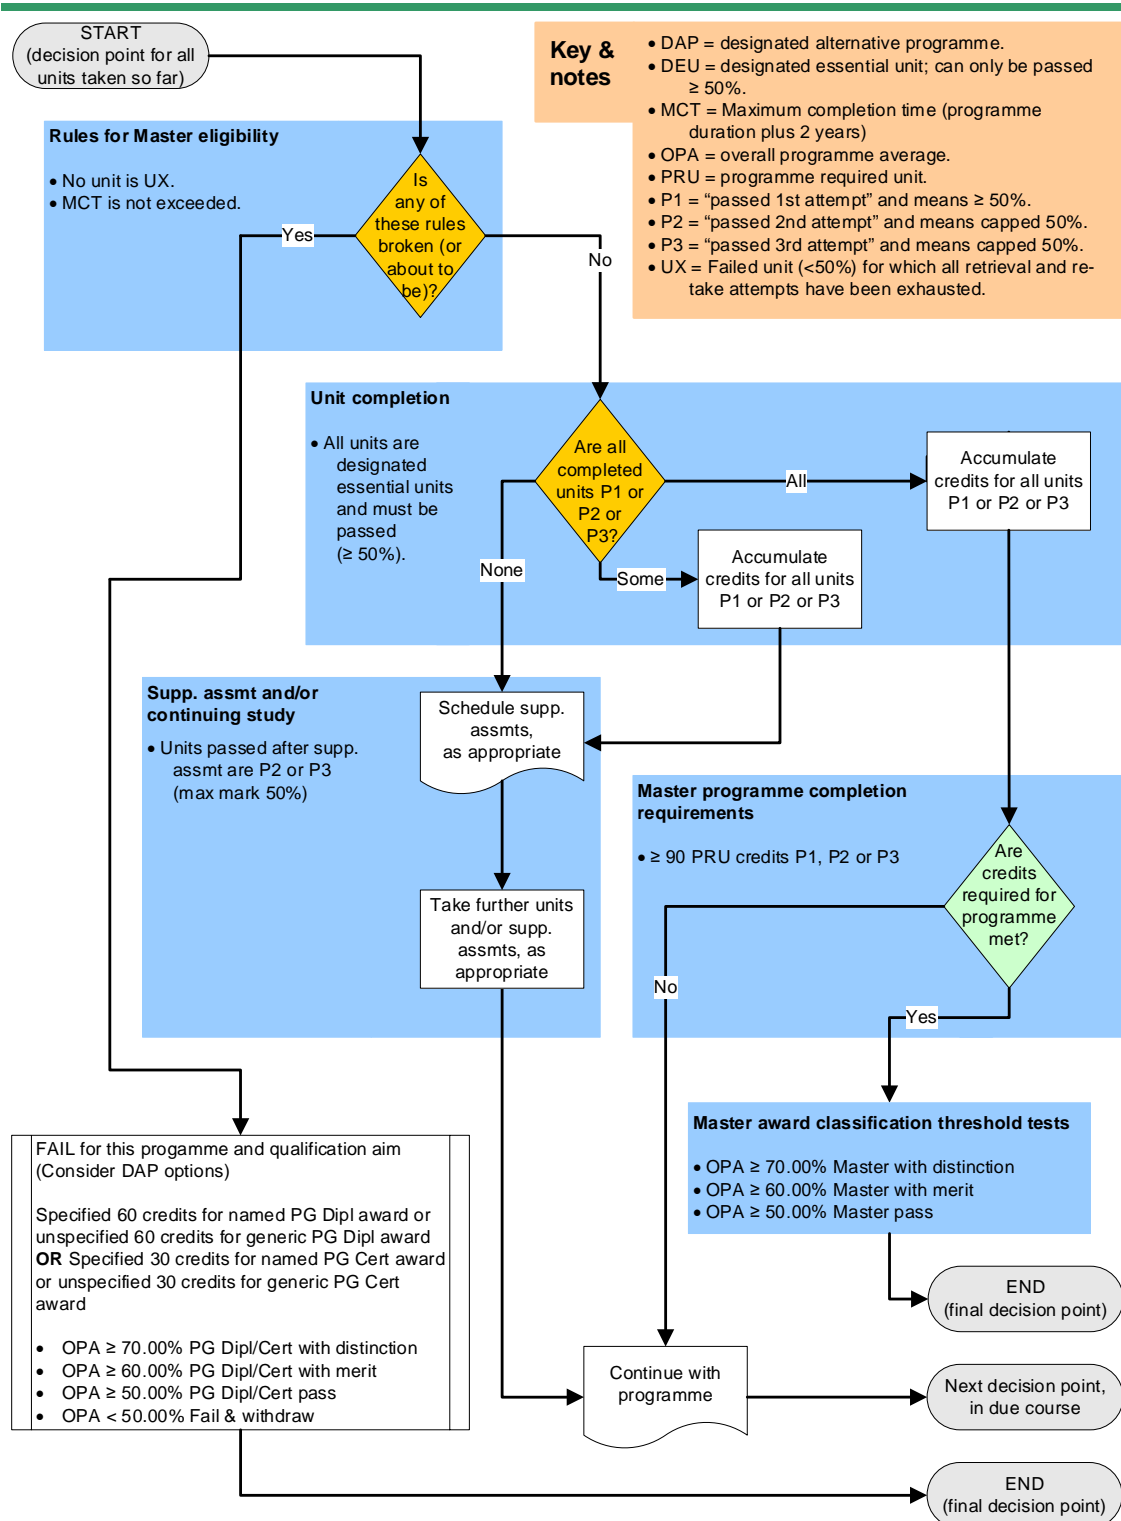 START
(decision point for all
units taken so far)
Key &
notes
• DAP = designated alternative programme.
• DEU = designated essential unit; can only be passed
≥ 50%.
• MCT = Maximum completion time (programme
duration plus 2 years)
• OPA = overall programme average.
• PRU = programme required unit.
• P1 = “passed 1st attempt” and means ≥ 50%.
• P2 = “passed 2nd attempt” and means capped 50%.
• P3 = “passed 3rd attempt” and means capped 50%.
• UX = Failed unit (<50%) for which all retrieval and re-
take attempts have been exhausted.
Rules for Master eligibility
• No unit is UX.
• MCT is not exceeded.
Is
any of
these rules
broken (or
about to
be)?
Yes
No
Unit completion
• All units are
designated
essential units
and must be
passed
(≥ 50%).
Are all
completed
units P1 or
P2 or
P3?
All
None
Some
Accumulate
credits for all units
P1 or P2 or P3
Accumulate
credits for all units
P1 or P2 or P3
Supp. assmt and/or
continuing study
• Units passed after supp.
assmt are P2 or P3
(max mark 50%)
Schedule supp.
assmts,
as appropriate
Take further units
and/or supp.
assmts, as
appropriate
Master programme completion
requirements
• ≥ 90 PRU credits P1, P2 or P3
Are
credits
required for
programme
met?
No
Yes
Master award classification threshold tests
• OPA ≥ 70.00% Master with distinction
• OPA ≥ 60.00% Master with merit
• OPA ≥ 50.00% Master pass
FAIL for this progamme and qualification aim
(Consider DAP options)
Specified 60 credits for named PG Dipl award or
unspecified 60 credits for generic PG Dipl award
OR Specified 30 credits for named PG Cert award
or unspecified 30 credits for generic PG Cert
award
• OPA ≥ 70.00% PG Dipl/Cert with distinction
• OPA ≥ 60.00% PG Dipl/Cert with merit
• OPA ≥ 50.00% PG Dipl/Cert pass
• OPA < 50.00% Fail & withdraw
END
(final decision point)
Continue with
programme
Next decision point,
in due course
END
(final decision point)